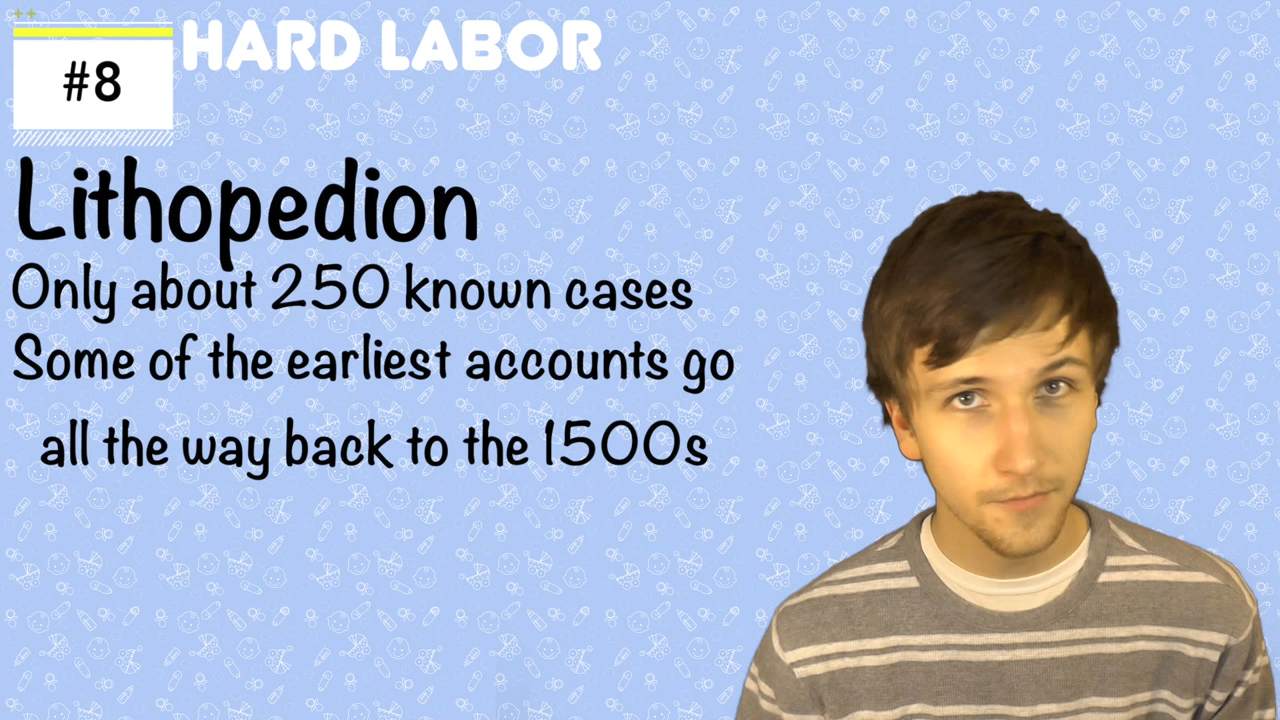 HARD LABOR
#8
Lithopedion
Only about 250 known cases
Some of the earliest accounts go
all the way back to the 1500s